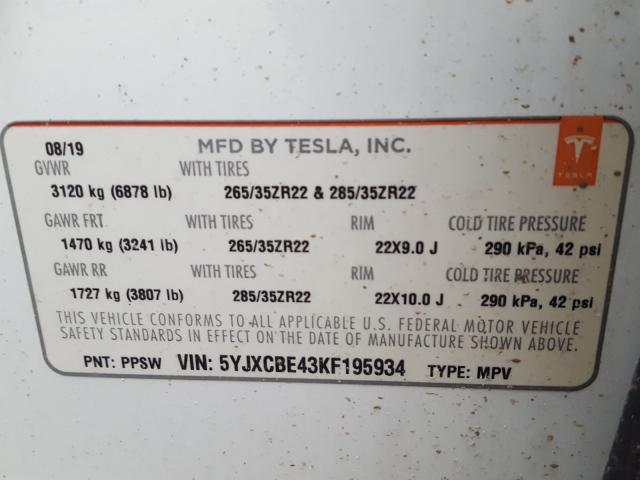 08/19 MFD BY TESLA, INC.
TESLA
GVWR WITH TIRES
3120 kg (6878 lb) 265/35ZR22 & 285/35ZR22
GAWR FRT WITH TIRES RIM COLD TIRE PRESSURE
1470 kg (3241 lb) 265/35ZR22 22X9.0 J 290 kPa, 42 psi
GAWR RR WITH TIRES RIM COLD TIRE PRESSURE
1727 kg (3807 lb) 285/35ZR22 22X10.0 J 290 kPa, 42 psi
THIS VEHICLE CONFORMS TO ALL APPLICABLE U.S. FEDERAL MOTOR VEHICLE
SAFETY STANDARDS IN EFFECT ON THE DATE OF MANUFACTURE SHOWN ABOVE.
PNT: PPSW VIN: 5YJXCBE43KF195934 TYPE: MPV